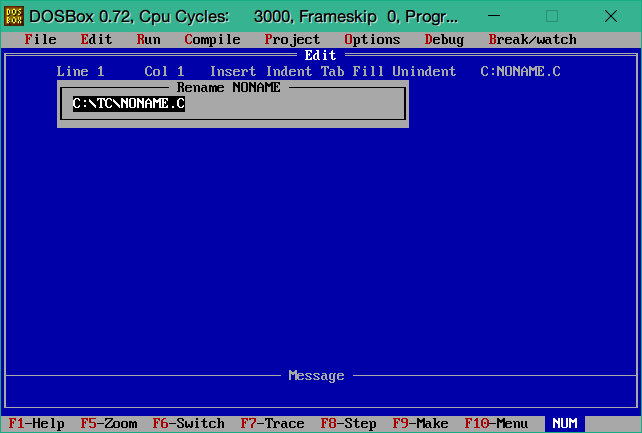 DOS
BOX
DOSBox 0.72, Cpu Cycles: 3000, Frameskip 0, Progr...
File Edit Run Compile Project Options Debug Break/watch
Edit
Line 1 Col 1 Insert Indent Tab Fill Unindent C:NONAME.C
Rename NONAME
C:\TC\NONAME.C
Message
F1-Help F5-Zoom F6-Switch F7-Trace F8-Step F9-Make F10-Menu NUM